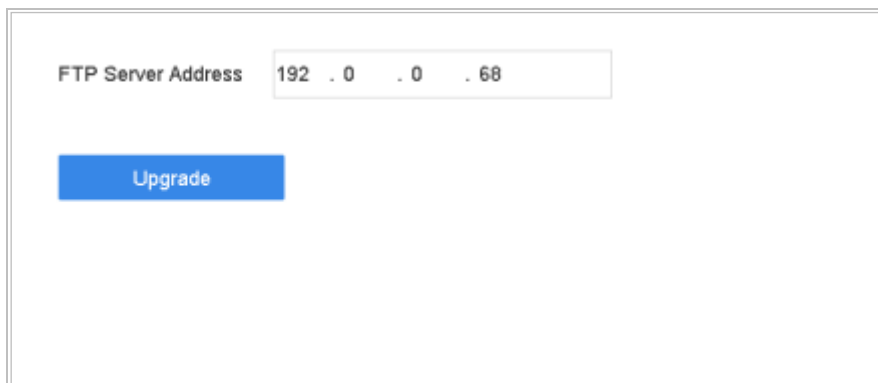 FTP Server Address 192 . 0 . 0 . 68
Upgrade